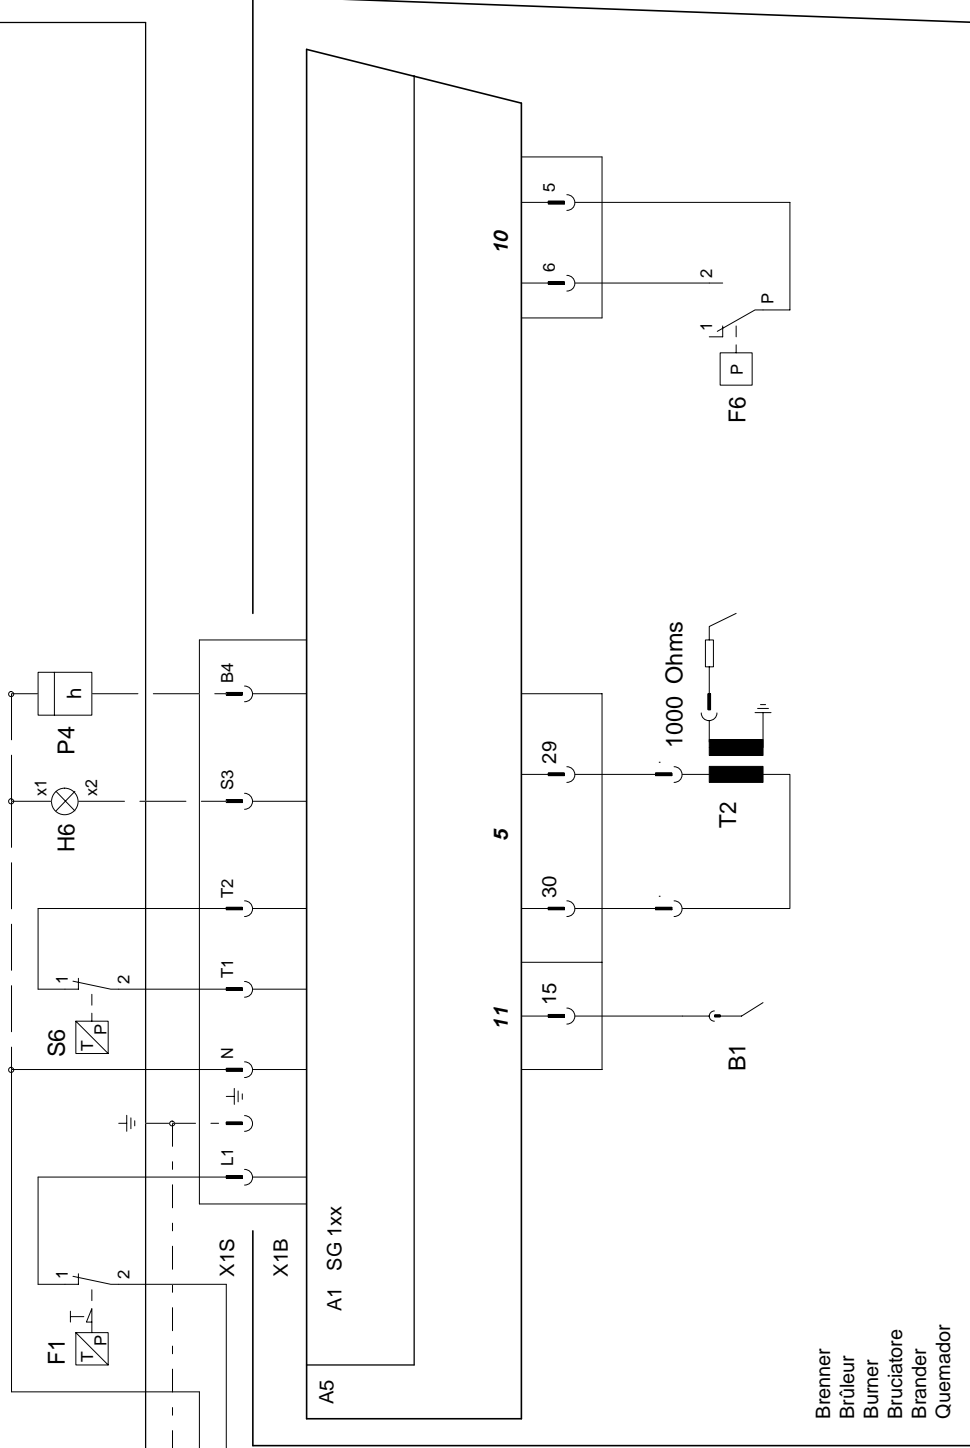 F1
T P
1
2
S6
T P
1
2
H6
x1
x2
P4
h
X1S
X1B
L1
N
T1
T2
S3
B4
A5
A1 SG 1xx
11
5
10
15
30
29
6
5
B1
T2
1000 Ohms
F6
P
1
2
P
Brenner
Brûleur
Burner
Bruciatore
Brander
Quemador